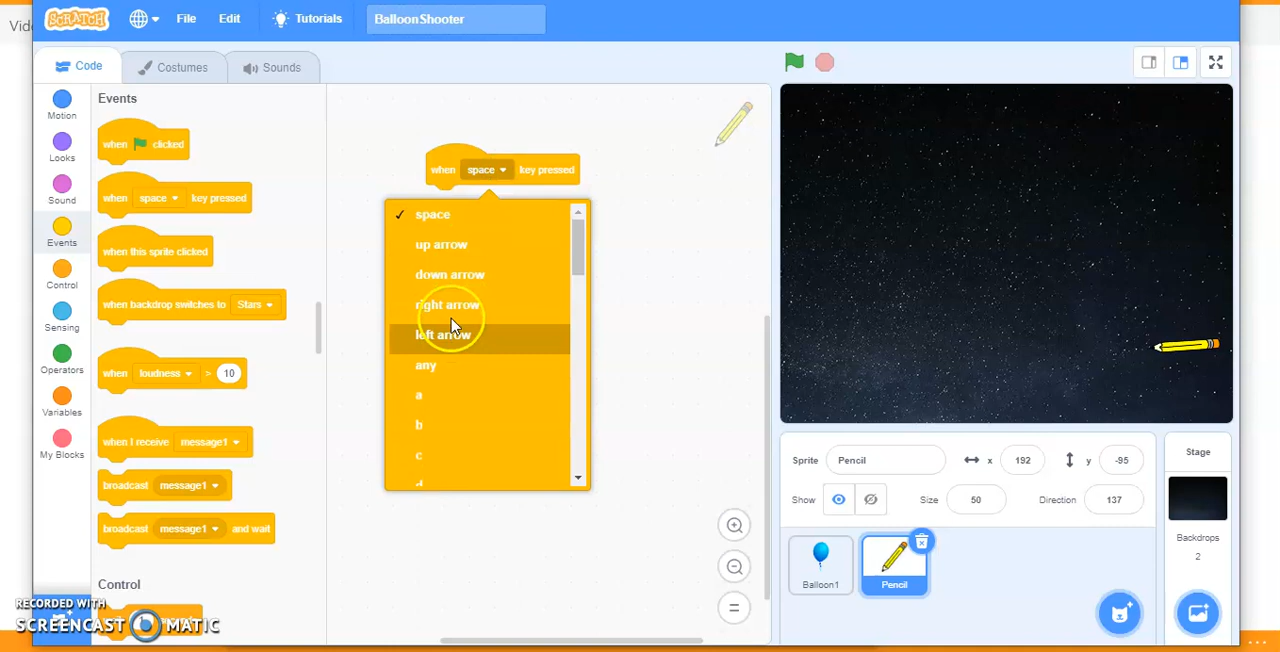 Vid
SCRATCH File Edit Tutorials BalloonShooter
Code Costumes Sounds
Motion
Looks
Sound
Events
Control
Sensing
Operators
Variables
My Blocks
Events
when clicked
when space key pressed
when this sprite clicked
when backdrop switches to Stars
when loudness > 10
when I receive message1
broadcast message1
broadcast message1 and wait
Control
when space key pressed
✓ space
up arrow
down arrow
right arrow
left arrow
any
a
b
c
d
Sprite Pencil x 192 y -95
Show Size 50 Direction 137
Balloon1
Pencil
Stage
Backdrops
2
RECORDED WITH
SCREENCAST MATIC